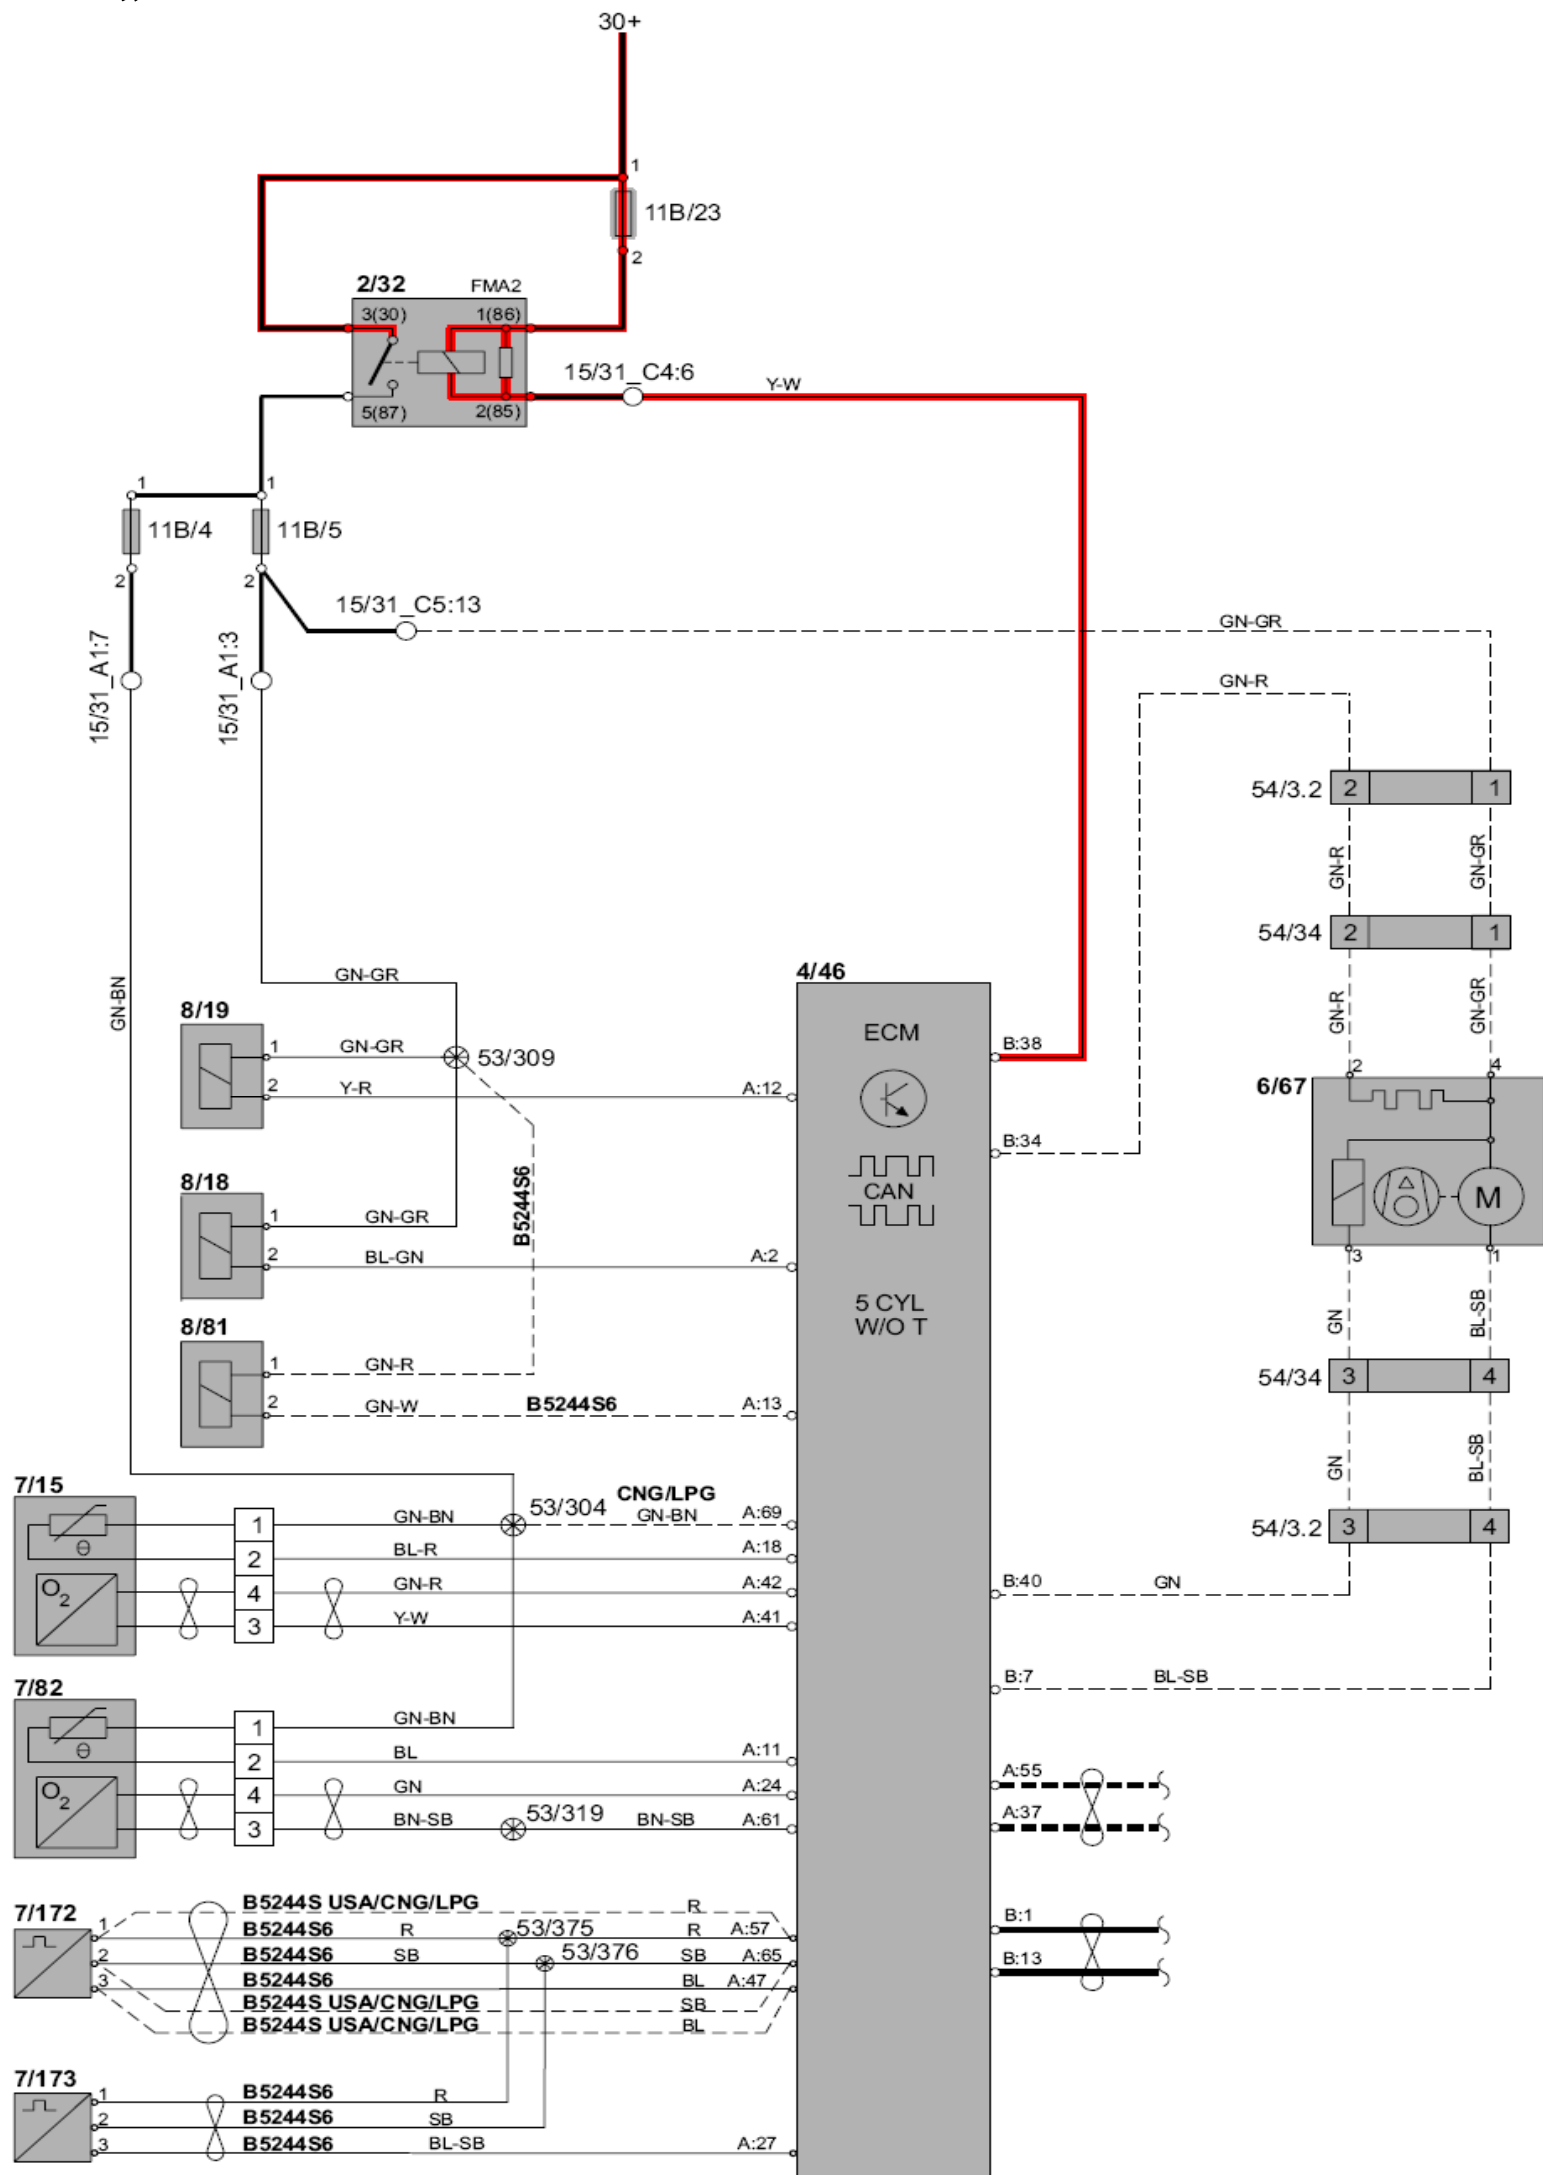 30+
1
11B/23
2
2/32 FMA2
3(30) 1(86)
5(87) 2(85)
15/31_C4:6
Y-W
1 1
11B/4 11B/5
2 2
15/31_C5:13
15/31_A1:7
15/31_A1:3
GN-GR
GN-R
54/3.2 2 1
GN-R GN-GR
54/34 2 1
GN-R GN-GR
GN-BN
GN-GR
4/46
ECM
CAN
5 CYL
W/O T
8/19
1 GN-GR 53/309
2 Y-R A:12
B:38
B:34
6/67
2 4
M
3 1
8/18
1 GN-GR
2 BL-GN A:2
B5244S6
8/81
1 GN-R
2 GN-W B5244S6 A:13
GN BL-SB
54/34 3 4
GN BL-SB
54/3.2 3 4
7/15
CNG/LPG
1 GN-BN 53/304 GN-BN A:69
Θ
2 BL-R A:18
O2
4 GN-R A:42
3 Y-W A:41
B:40 GN
B:7 BL-SB
7/82
1 GN-BN
Θ
2 BL A:11
O2
4 GN A:24
3 BN-SB 53/319 BN-SB A:61
A:55
A:37
B:1
B:13
7/172
B5244S USA/CNG/LPG R
1 B5244S6 R 53/375 R A:57
2 B5244S6 SB 53/376 SB A:65
3 B5244S6 BL A:47
B5244S USA/CNG/LPG SB
B5244S USA/CNG/LPG BL
7/173
1 B5244S6 R
2 B5244S6 SB
3 B5244S6 BL-SB A:27